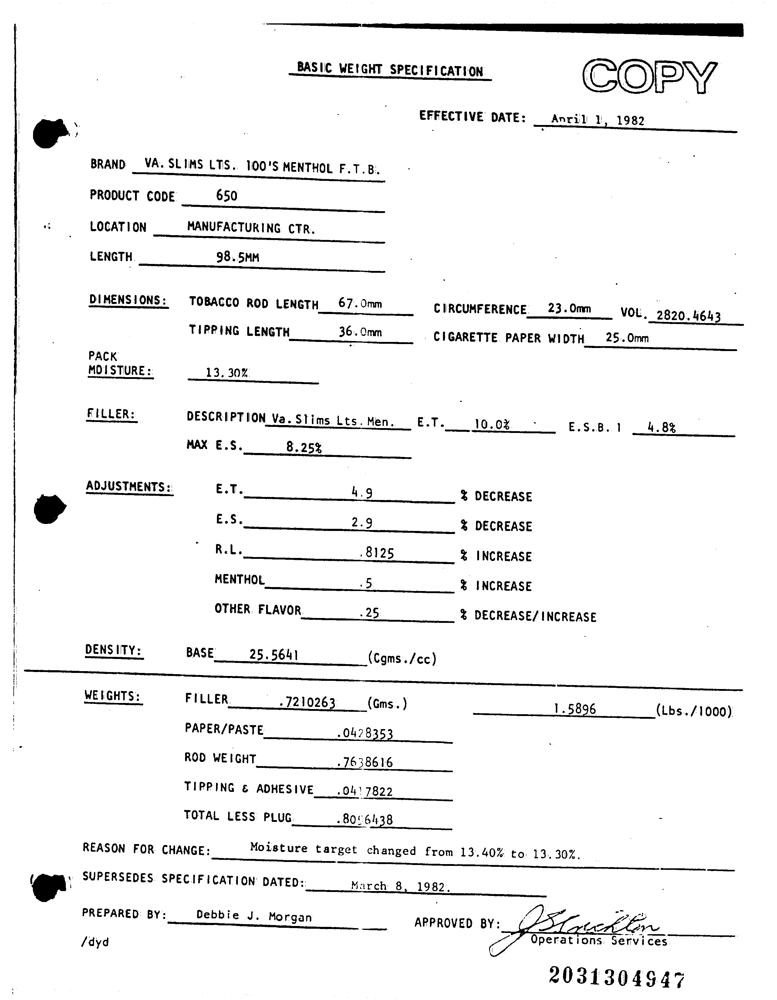 BASIC WEIGHT SPECIFICATION
COPY
EFFECTIVE DATE: April 1, 1982
BRAND VA. SLIMS LTS. 100'S MENTHOL F.T.B.
PRODUCT CODE 650
LOCATION MANUFACTURING CTR.
LENGTH 98.5MM
DIMENSIONS: TOBACCO ROD LENGTH 67.0mm CIRCUMFERENCE 23.0mm VOL. 2820.4643
TIPPING LENGTH 36.0mm CIGARETTE PAPER WIDTH 25.0mm
PACK
MOISTURE: 13.30%
FILLER: DESCRIPTION Va. Slims Lts. Men. E.T. 10.0% E.S.B. 1 4.8%
MAX E.S. 8.25%
ADJUSTMENTS: E.T. 4.9 % DECREASE
E.S. 2.9 % DECREASE
R.L. .8125 % INCREASE
MENTHOL .5 % INCREASE
OTHER FLAVOR .25 % DECREASE/INCREASE
DENSITY: BASE 25.5641 (Cgms./cc)
WEIGHTS: FILLER .7210263 (Gms.) 1.5896 (Lbs./1000)
PAPER/PASTE .0428353
ROD WEIGHT .7638616
TIPPING & ADHESIVE .0417822
TOTAL LESS PLUG .8056438
REASON FOR CHANGE: Moisture target changed from 13.40% to 13.30%.
SUPERSEDES SPECIFICATION DATED: March 8, 1982.
PREPARED BY: Debbie J. Morgan APPROVED BY:
/dyd Operations Services
2031304947